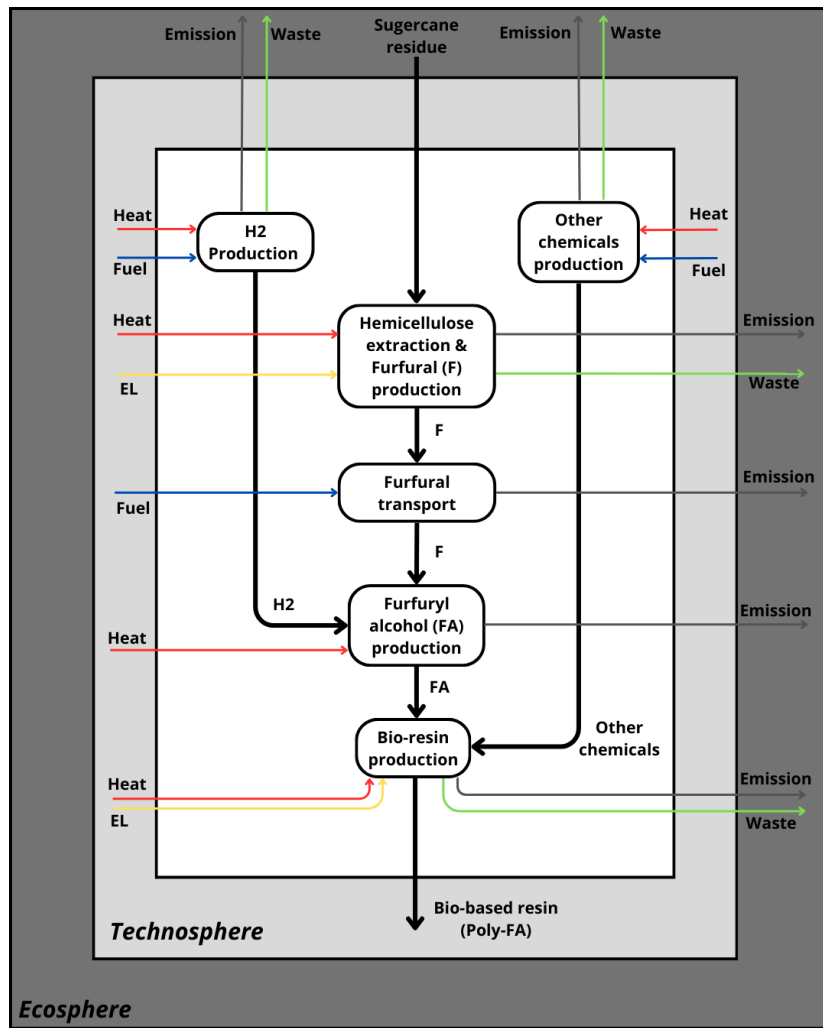 Emission
Waste
Sugercane
residue
Emission
Waste
Heat
Fuel
H2
Production
Other
chemicals
production
Heat
Fuel
Heat
EL
Hemicellulose
extraction &
Furfural (F)
production
Emission
Waste
F
Fuel
Furfural
transport
Emission
F
H2
Heat
Furfuryl
alcohol (FA)
production
Emission
FA
Bio-resin
production
Other
chemicals
Heat
EL
Emission
Waste
Bio-based resin
(Poly-FA)
Technosphere
Ecosphere